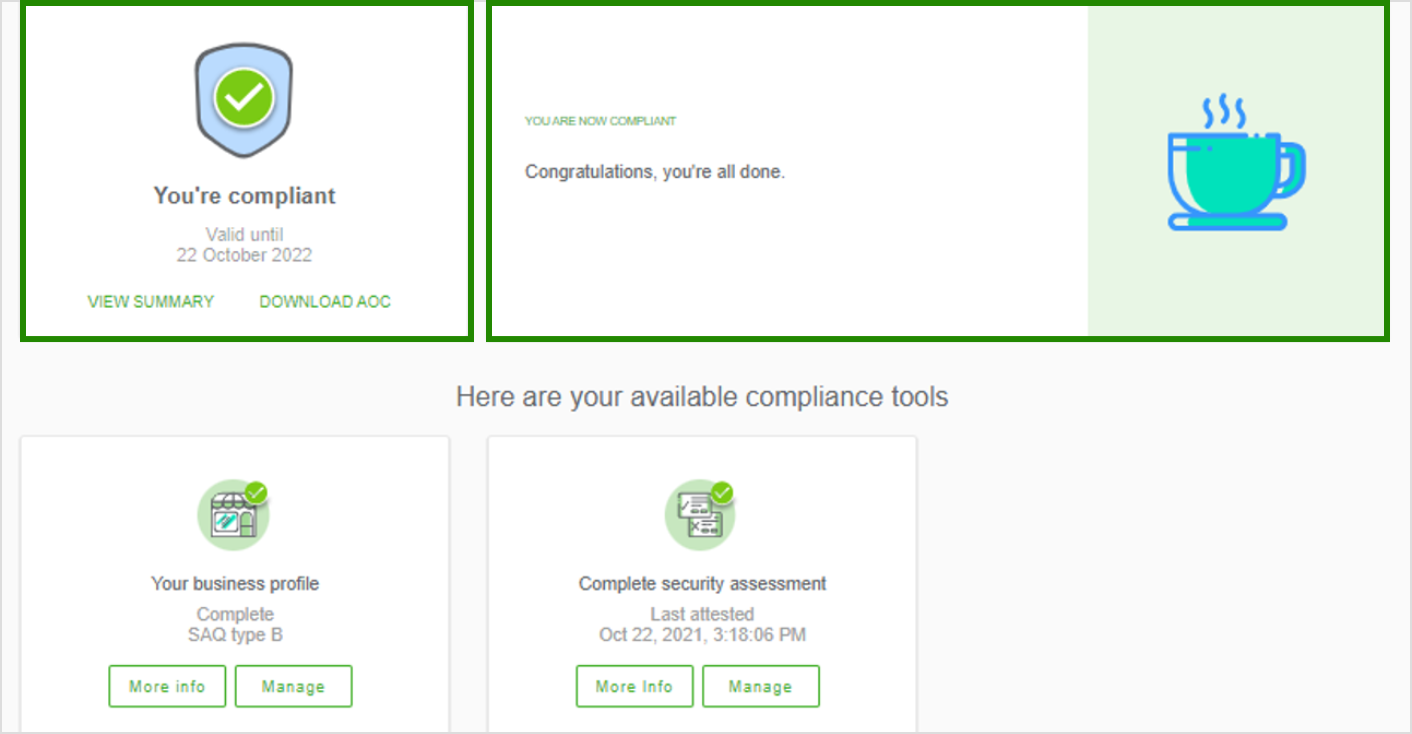 You're compliant
Valid until
22 October 2022
VIEW SUMMARY DOWNLOAD AOC
YOU ARE NOW COMPLIANT
Congratulations, you're all done.
Here are your available compliance tools
Your business profile
Complete
SAQ type B
More info Manage
Complete security assessment
Last attested
Oct 22, 2021, 3:18:06 PM
More Info Manage